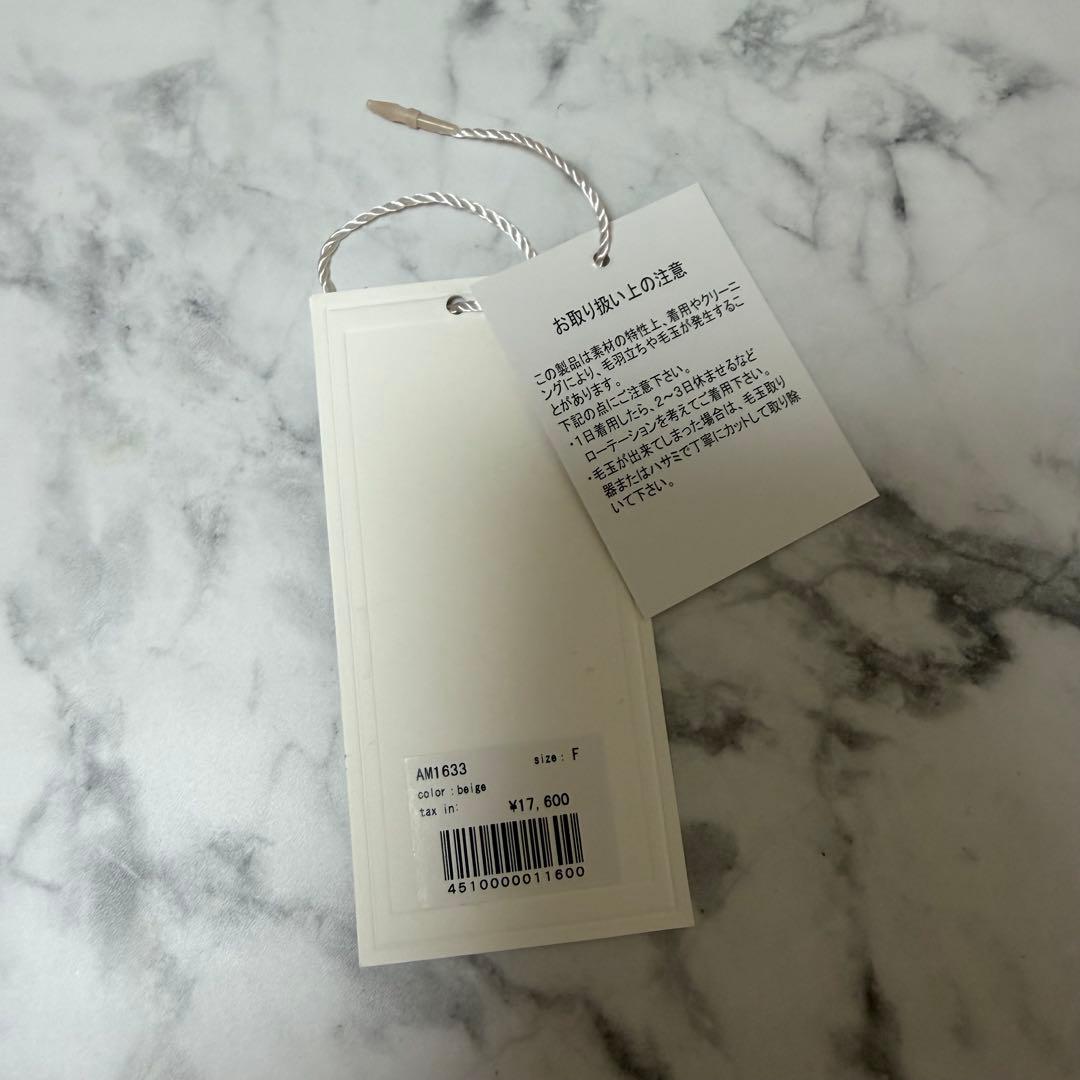 お取り扱い上の注意
この製品は素材の特性上、着用やクリーニ
ングにより、毛羽立ちや毛玉が発生するこ
とがあります。
下記の点にご注意下さい。
・1日着用したら、2～3日休ませるなど
ローテーションを考えてご着用下さい。
・毛玉が出来てしまった場合は、毛玉取り
器またはハサミで丁寧にカットして取り除
いて下さい。
AM1633 size: F
color:beige
tax in: ¥17,600
4510000011600